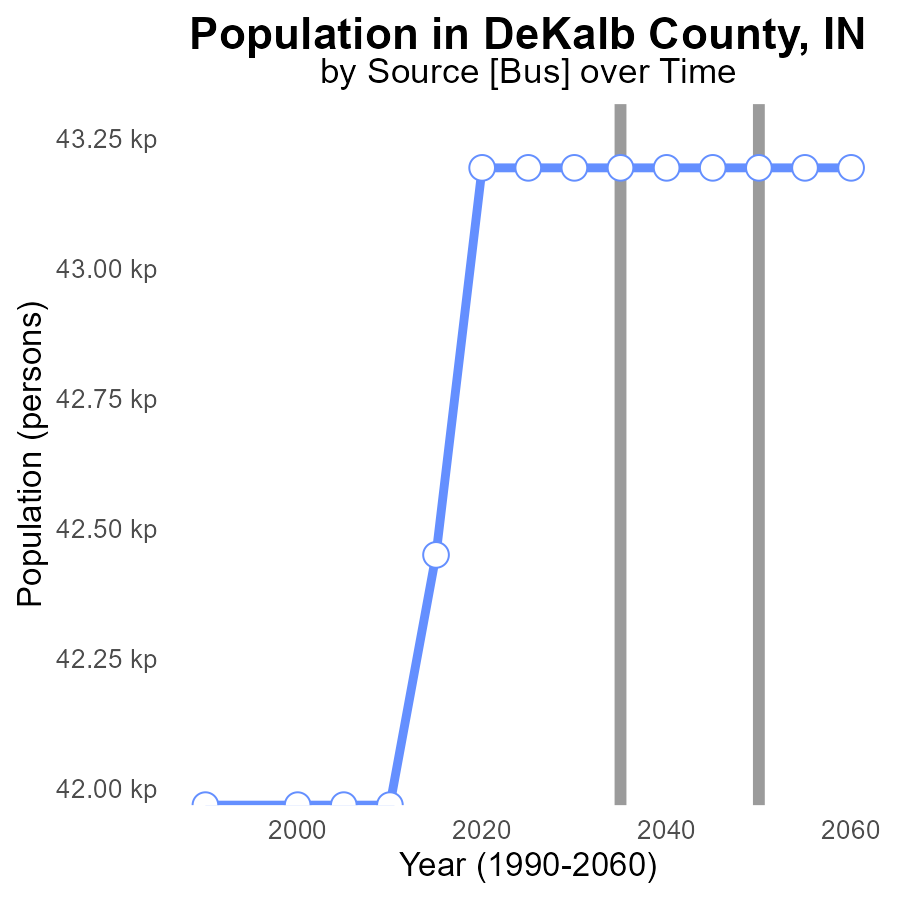 Population in DeKalb County, IN
by Source [Bus] over Time
Population (persons)
43.25 kp
43.00 kp
42.75 kp
42.50 kp
42.25 kp
42.00 kp
2000 2020 2040 2060
Year (1990-2060)